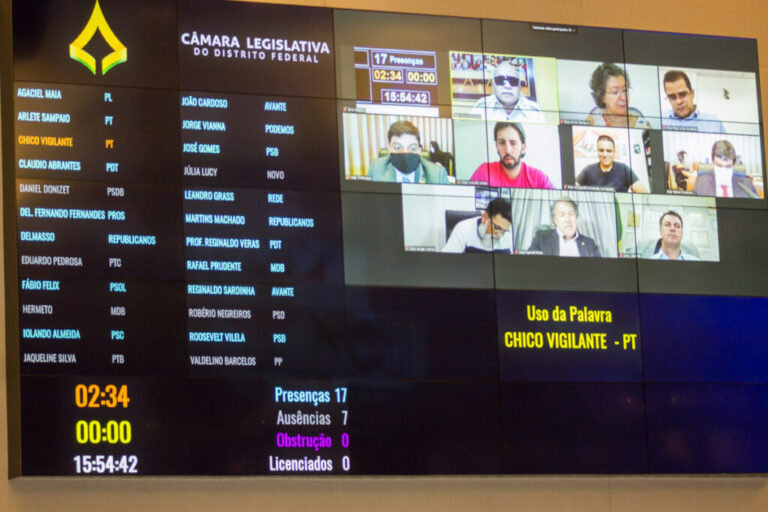 CÂMARA LEGISLATIVA
DO DISTRITO FEDERAL
AGACIEL MAIA PL
ARLETE SAMPAIO PT
CHICO VIGILANTE PT
CLAUDIO ABRANTES PDT
DANIEL DONIZET PSDB
DEL. FERNANDO FERNANDES PROS
DELMASSO REPUBLICANOS
EDUARDO PEDROSA PTC
FÁBIO FELIX PSOL
HERMETO MDB
IOLANDO ALMEIDA PSC
JAQUELINE SILVA PTB
JOÃO CARDOSO AVANTE
JORGE VIANNA PODEMOS
JOSÉ GOMES PSB
JÚLIA LUCY NOVO
LEANDRO GRASS REDE
MARTINS MACHADO REPUBLICANOS
PROF. REGINALDO VERAS PDT
RAFAEL PRUDENTE MDB
REGINALDO SARDINHA AVANTE
ROBÉRIO NEGREIROS PSD
ROOSEVELT VILELA PSB
VALDELINO BARCELOS PP
17 Presenças
02:34 00:00
15:54:42
Uso da Palavra
CHICO VIGILANTE - PT
02:34
00:00
15:54:42
Presenças 17
Ausências 7
Obstrução 0
Licenciados 0